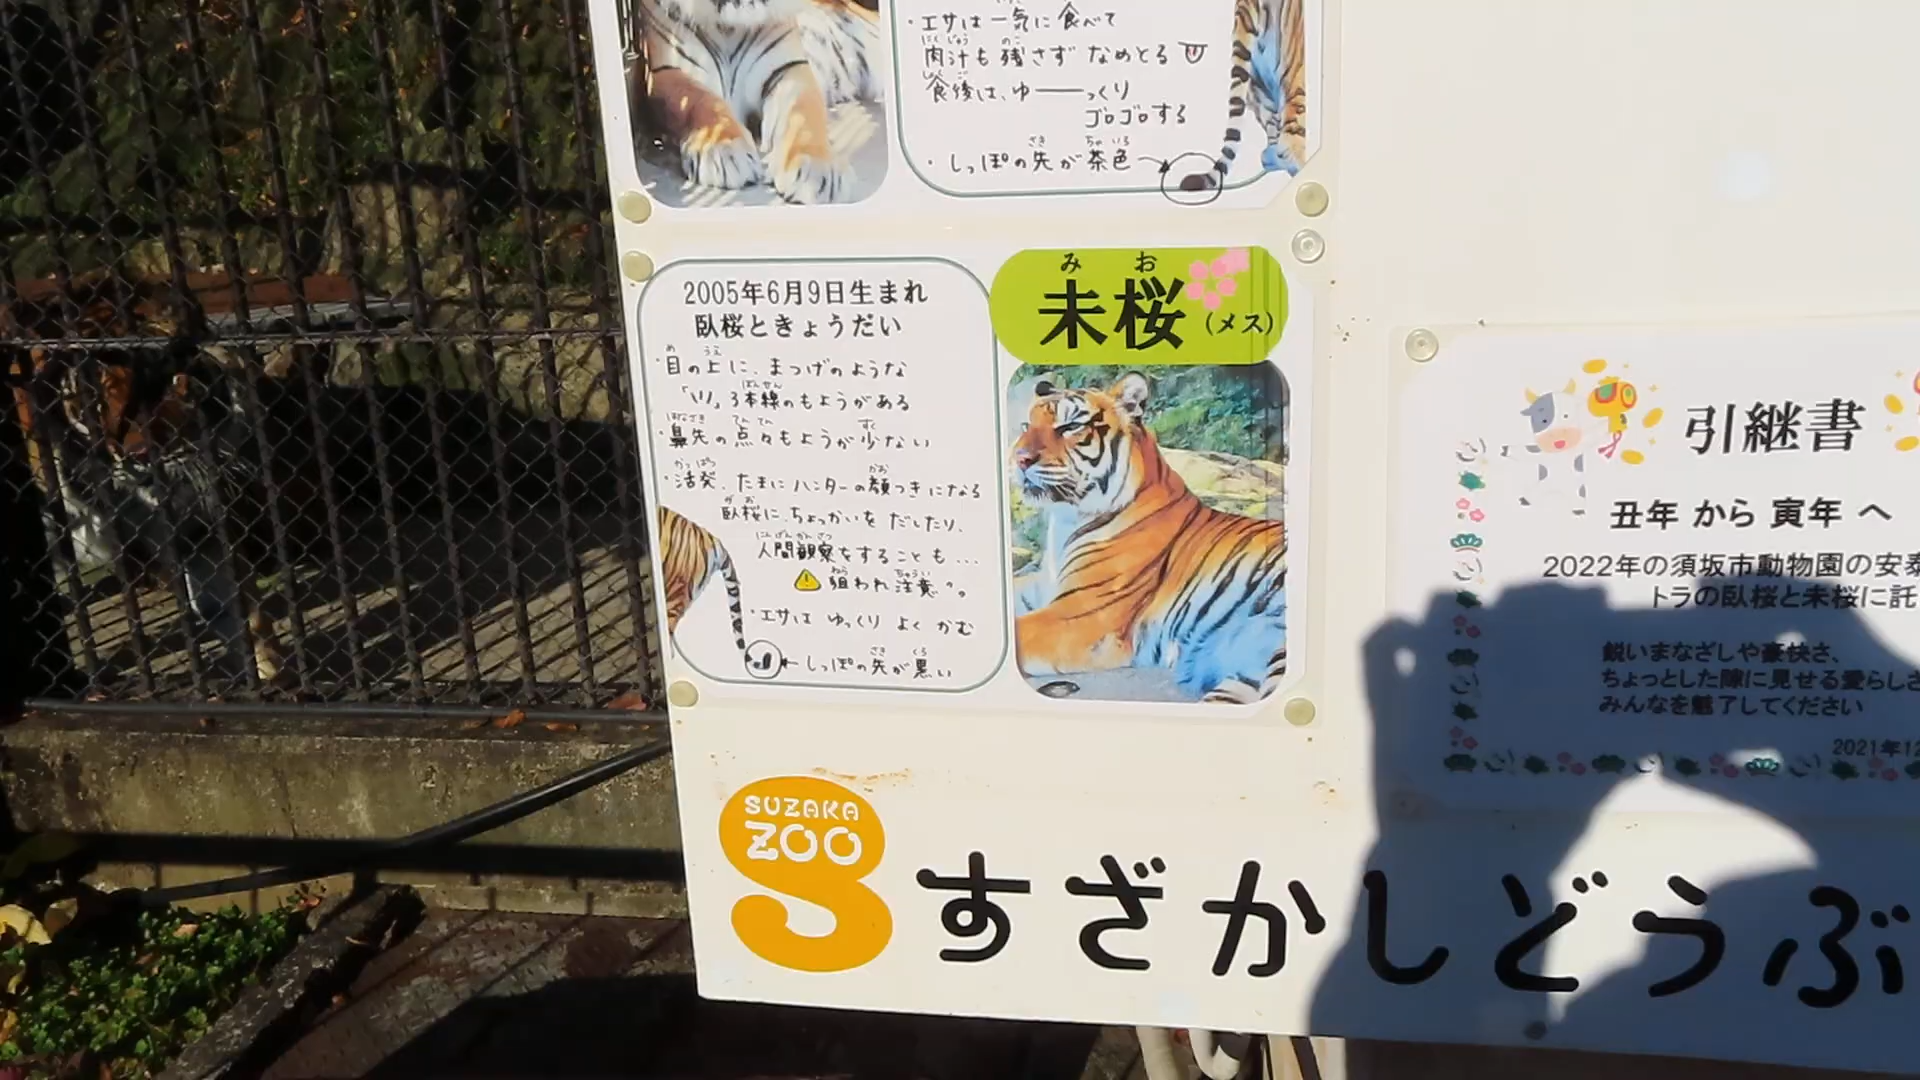 ・エサは一気に食べて
肉汁も残さず なめとる
食後は、ゆーっくり
ゴロゴロする
・しっぽの先が茶色
みお
未桜(メス)
2005年6月9日生まれ
臥桜ときょうだい
・目の上に、まつげのような
「\|/」3本線のもようがある
・鼻先の点々もようが少ない
・活発、たまにハンターの顔つきになる
臥桜に、ちょっかいを だしたり、
人間観察をすることも...
狙われ注意。
・エサは ゆっくり よく かむ
←しっぽの先が黒い
引継書
丑年 から 寅年 へ
2022年の須坂市動物園の安泰
トラの臥桜と未桜に託
鋭いまなざしや豪快さ、
ちょっとした隙に見せる愛らしさ
みんなを魅了してください
2021年12
SUZAKA
ZOO
すざかしどうぶ